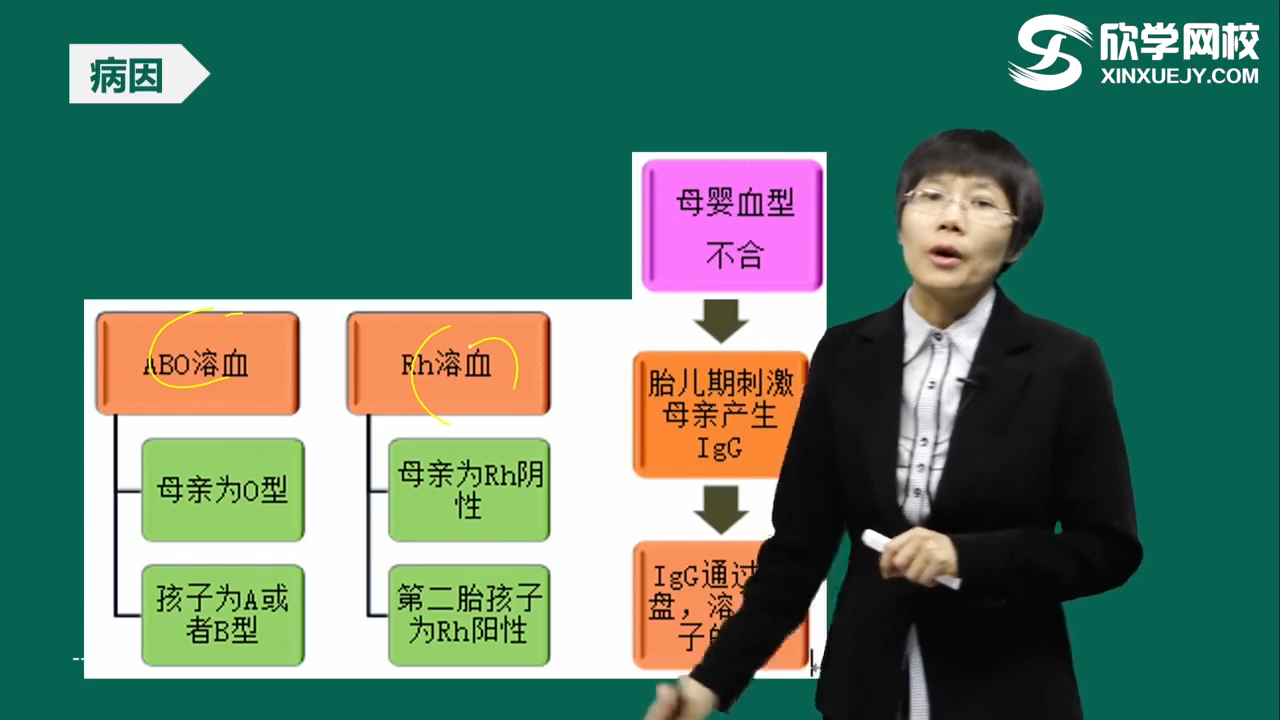 病因
欣学网校
XINXUEJY.COM
母婴血型
不合
ABO溶血
Rh溶血
胎儿期刺激
母亲产生
IgG
母亲为O型
母亲为Rh阴
性
孩子为A或
者B型
第二胎孩子
为Rh阳性
IgG通过
盘，溶
子